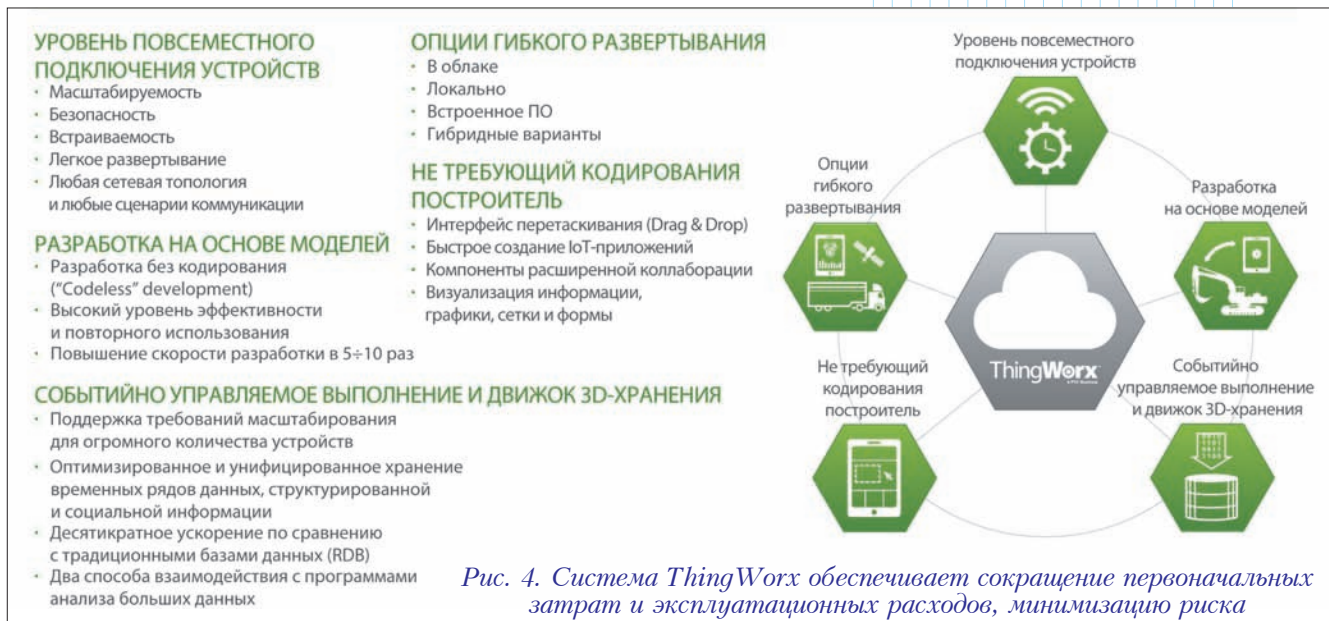 УРОВЕНЬ ПОВСЕМЕСТНОГО
ПОДКЛЮЧЕНИЯ УСТРОЙСТВ
· Масштабируемость
· Безопасность
· Встраиваемость
· Легкое развертывание
· Любая сетевая топология
и любые сценарии коммуникации
РАЗРАБОТКА НА ОСНОВЕ МОДЕЛЕЙ
· Разработка без кодирования
("Codeless" development)
· Высокий уровень эффективности
и повторного использования
· Повышение скорости разработки в 5÷10 раз
ОПЦИИ ГИБКОГО РАЗВЕРТЫВАНИЯ
· В облаке
· Локально
· Встроенное ПО
· Гибридные варианты
НЕ ТРЕБУЮЩИЙ КОДИРОВАНИЯ
ПОСТРОИТЕЛЬ
· Интерфейс перетаскивания (Drag & Drop)
· Быстрое создание IoT-приложений
· Компоненты расширенной коллаборации
· Визуализация информации,
графики, сетки и формы
СОБЫТИЙНО УПРАВЛЯЕМОЕ ВЫПОЛНЕНИЕ И ДВИЖОК 3D-ХРАНЕНИЯ
· Поддержка требований масштабирования
для огромного количества устройств
· Оптимизированное и унифицированное хранение
временных рядов данных, структурированной
и социальной информации
· Десятикратное ускорение по сравнению
с традиционными базами данных (RDB)
· Два способа взаимодействия с программами
анализа больших данных
Уровень повсеместного
подключения устройств
Опции
гибкого
развертывания
Разработка
на основе моделей
ThingWorx
Не требующий
кодирования
построитель
Событийно
управляемое выполнение
и движок 3D-хранения
Рис. 4. Система ThingWorx обеспечивает сокращение первоначальных
затрат и эксплуатационных расходов, минимизацию риска